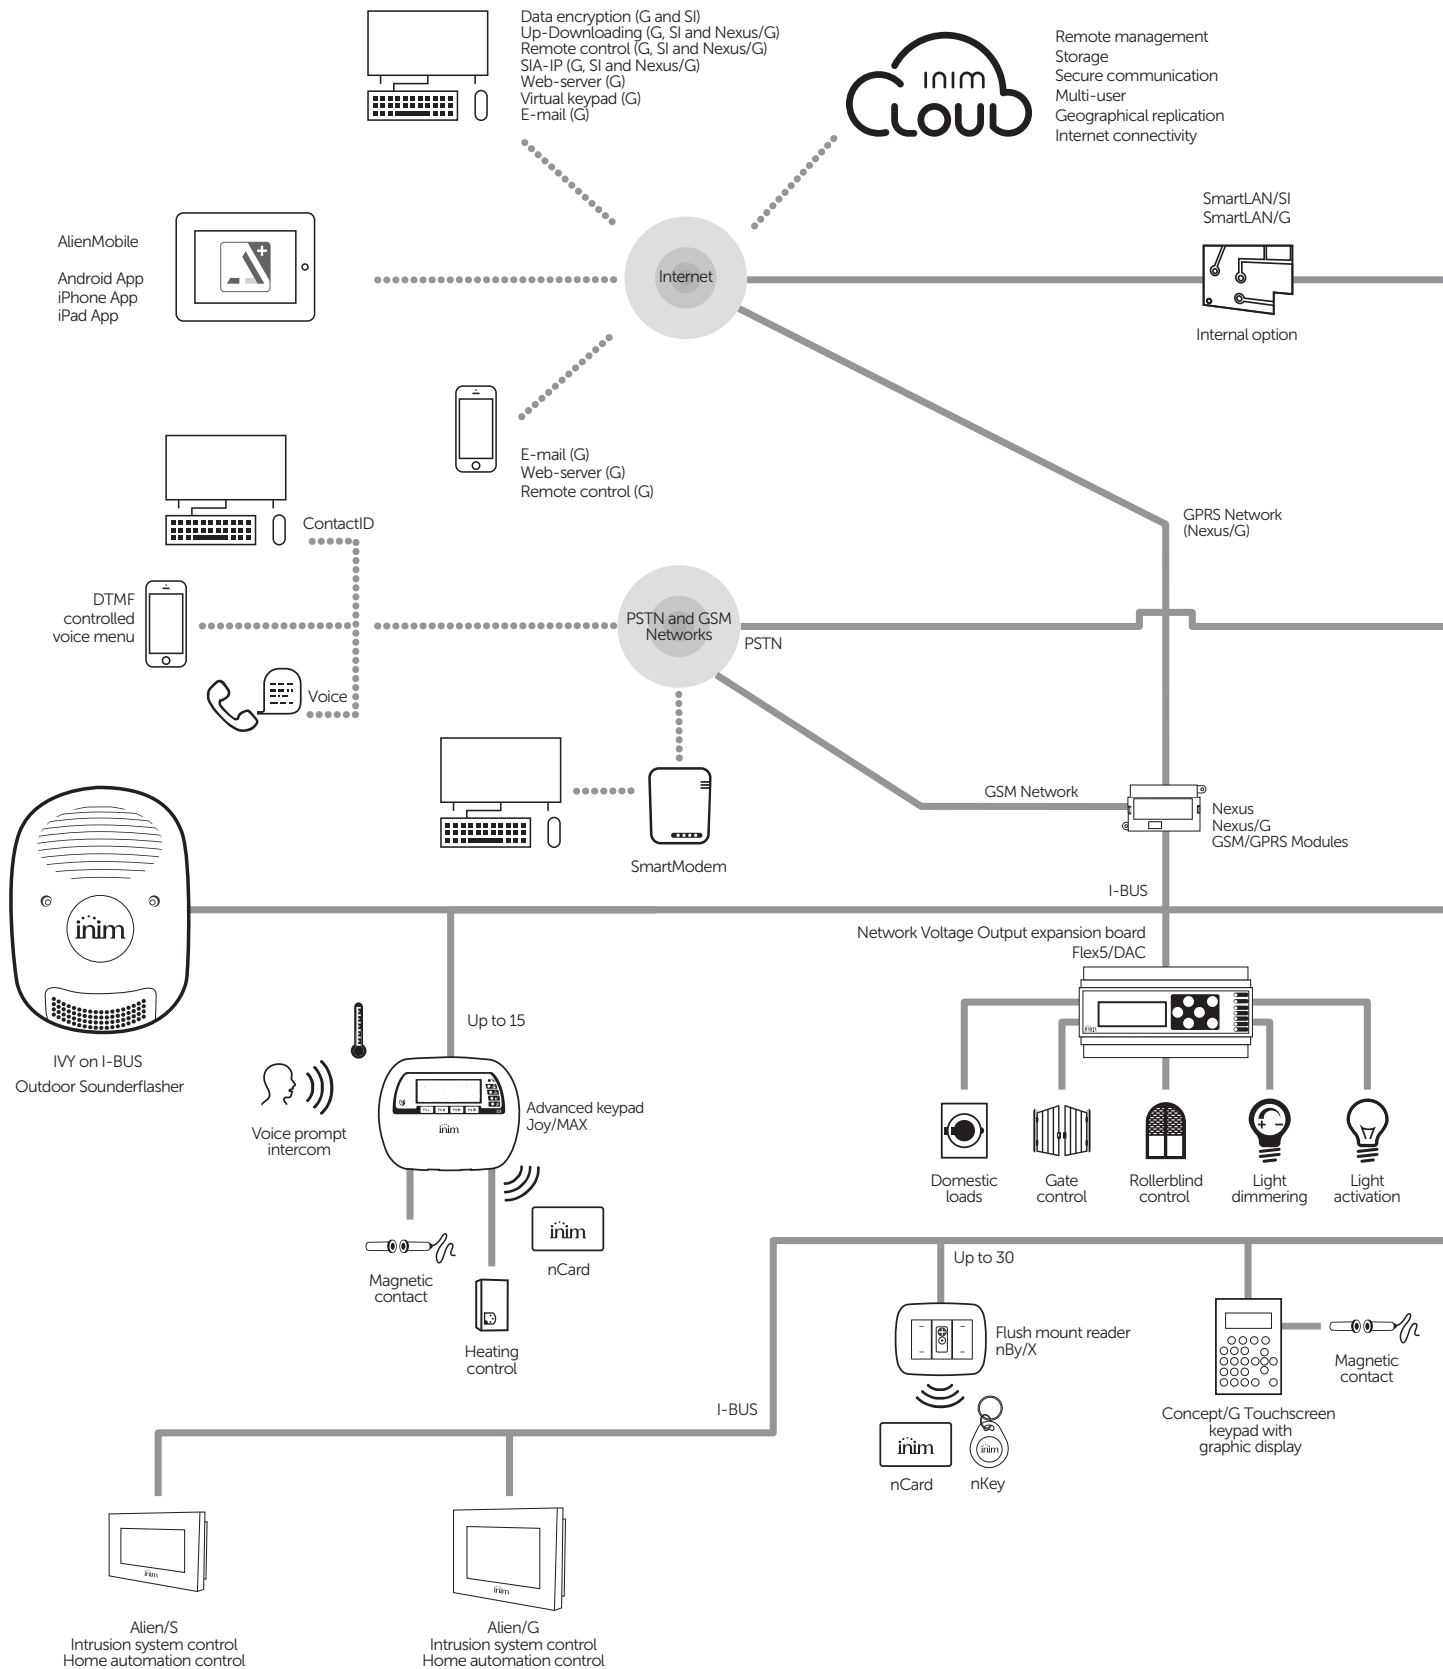 Data encryption (G and SI)
Up-Downloading (G, SI and Nexus/G)
Remote control (G, SI and Nexus/G)
SIA-IP (G, SI and Nexus/G)
Web-server (G)
Virtual keypad (G)
E-mail (G)
inim
CLOUD
Remote management
Storage
Secure communication
Multi-user
Geographical replication
Internet connectivity
SmartLAN/SI
SmartLAN/G
Internal option
AlienMobile
Android App
iPhone App
iPad App
Internet
E-mail (G)
Web-server (G)
Remote control (G)
ContactID
DTMF
controlled
voice menu
Voice
PSTN and GSM
Networks
PSTN
GPRS Network
(Nexus/G)
GSM Network
Nexus
Nexus/G
GSM/GPRS Modules
SmartModem
I-BUS
inim
IVY on I-BUS
Outdoor Sounderflasher
Network Voltage Output expansion board
Flex5/DAC
inim
Up to 15
Voice prompt
intercom
inim
Advanced keypad
Joy/MAX
Magnetic
contact
inim
nCard
Heating
control
Domestic
loads
Gate
control
Rollerblind
control
Light
dimmering
Light
activation
Up to 30
Flush mount reader
nBy/X
inim
nCard
inim
nKey
Magnetic
contact
Concept/G Touchscreen
keypad with
graphic display
I-BUS
inim
Alien/S
Intrusion system control
Home automation control
inim
Alien/G
Intrusion system control
Home automation control